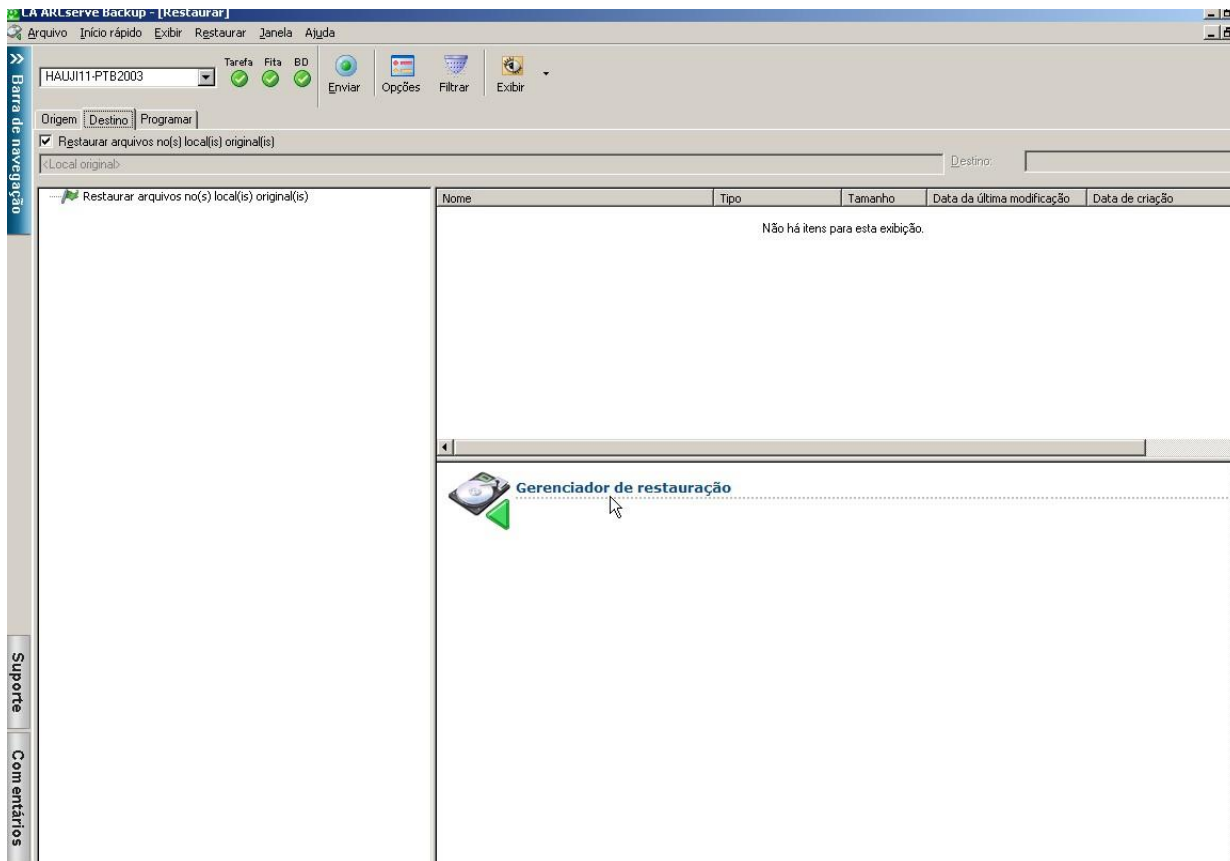 CA ARCserve Backup - [Restaurar]
Arquivo Início rápido Exibir Restaurar Janela Ajuda
HAUJI11-PTB2003
Tarefa Fita BD
Enviar Opções Filtrar Exibir
Origem Destino Programar
Restaurar arquivos no(s) local(is) original(is)
<Local original>
Destino:
Restaurar arquivos no(s) local(is) original(is)
Nome Tipo Tamanho Data da última modificação Data de criação
Não há itens para esta exibição.
Gerenciador de restauração
Barra de navegação
Suporte
Comentários